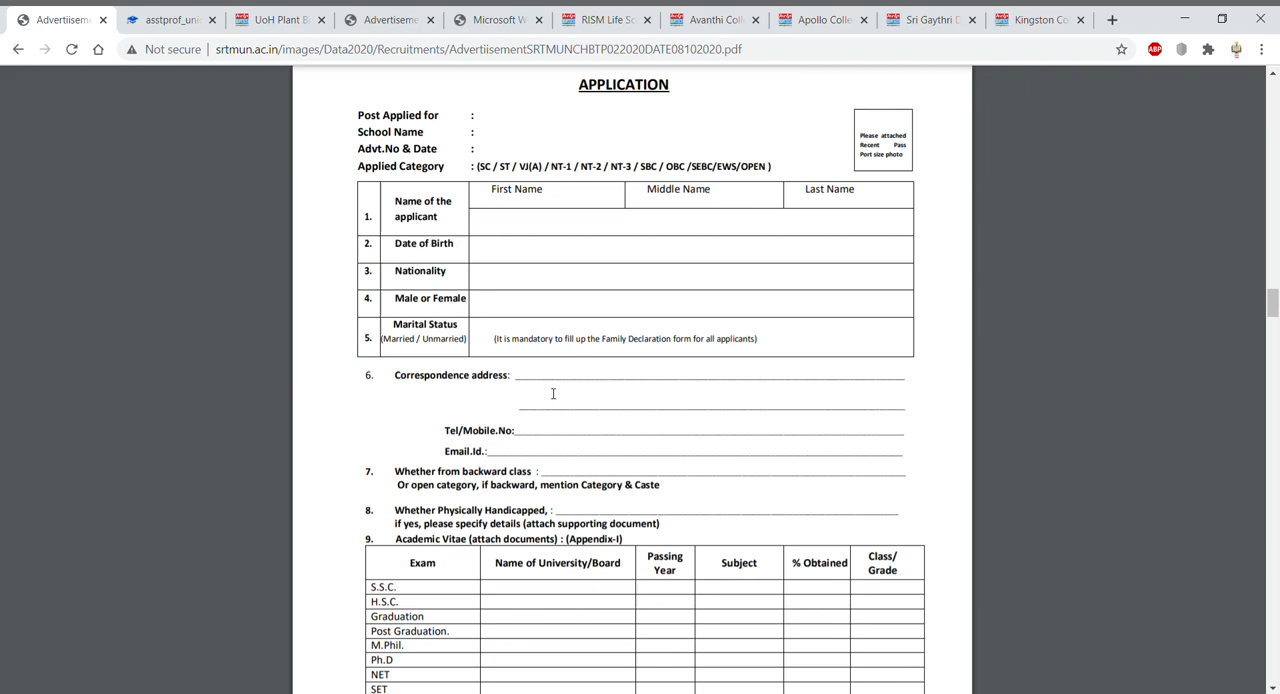 Advertiseme
asstprof_uni
UoH Plant B
Advertiseme
Microsoft W
RISM Life Sc
Avanthi Coll
Apollo Colle
Sri Gaythri D
Kingston Co
Not secure | srtmun.ac.in/images/Data2020/Recruitments/AdvertiisementSRTMUNCHBTP022020DATE08102020.pdf
ABP
APPLICATION
Post Applied for :
School Name :
Advt.No & Date :
Applied Category : (SC / ST / VJ(A) / NT-1 / NT-2 / NT-3 / SBC / OBC /SEBC/EWS/OPEN )
Please attached
Recent Pass
Port size photo
First Name Middle Name Last Name
1. Name of the
applicant
2. Date of Birth
3. Nationality
4. Male or Female
5. Marital Status
(Married / Unmarried) (It is mandatory to fill up the Family Declaration form for all applicants)
6. Correspondence address:
Tel/Mobile.No:
Email.Id.:
7. Whether from backward class :
Or open category, if backward, mention Category & Caste
8. Whether Physically Handicapped, :
if yes, please specify details (attach supporting document)
9. Academic Vitae (attach documents) : (Appendix-I)
Exam Name of University/Board Passing Year Subject % Obtained Class/ Grade
S.S.C.
H.S.C.
Graduation
Post Graduation.
M.Phil.
Ph.D
NET
SET